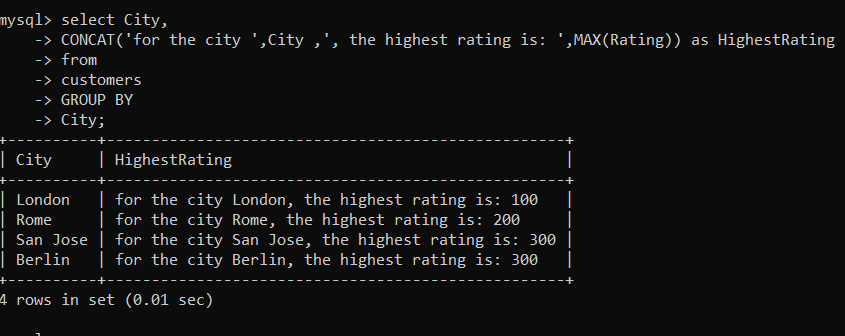 mysql> select City,
    -> CONCAT('for the city ',City ,', the highest rating is: ',MAX(Rating)) as HighestRating
    -> from
    -> customers
    -> GROUP BY
    -> City;
+----------+---------------------------------------------------+
| City     | HighestRating                                     |
+----------+---------------------------------------------------+
| London   | for the city London, the highest rating is: 100   |
| Rome     | for the city Rome, the highest rating is: 200     |
| San Jose | for the city San Jose, the highest rating is: 300 |
| Berlin   | for the city Berlin, the highest rating is: 300   |
+----------+---------------------------------------------------+
4 rows in set (0.01 sec)